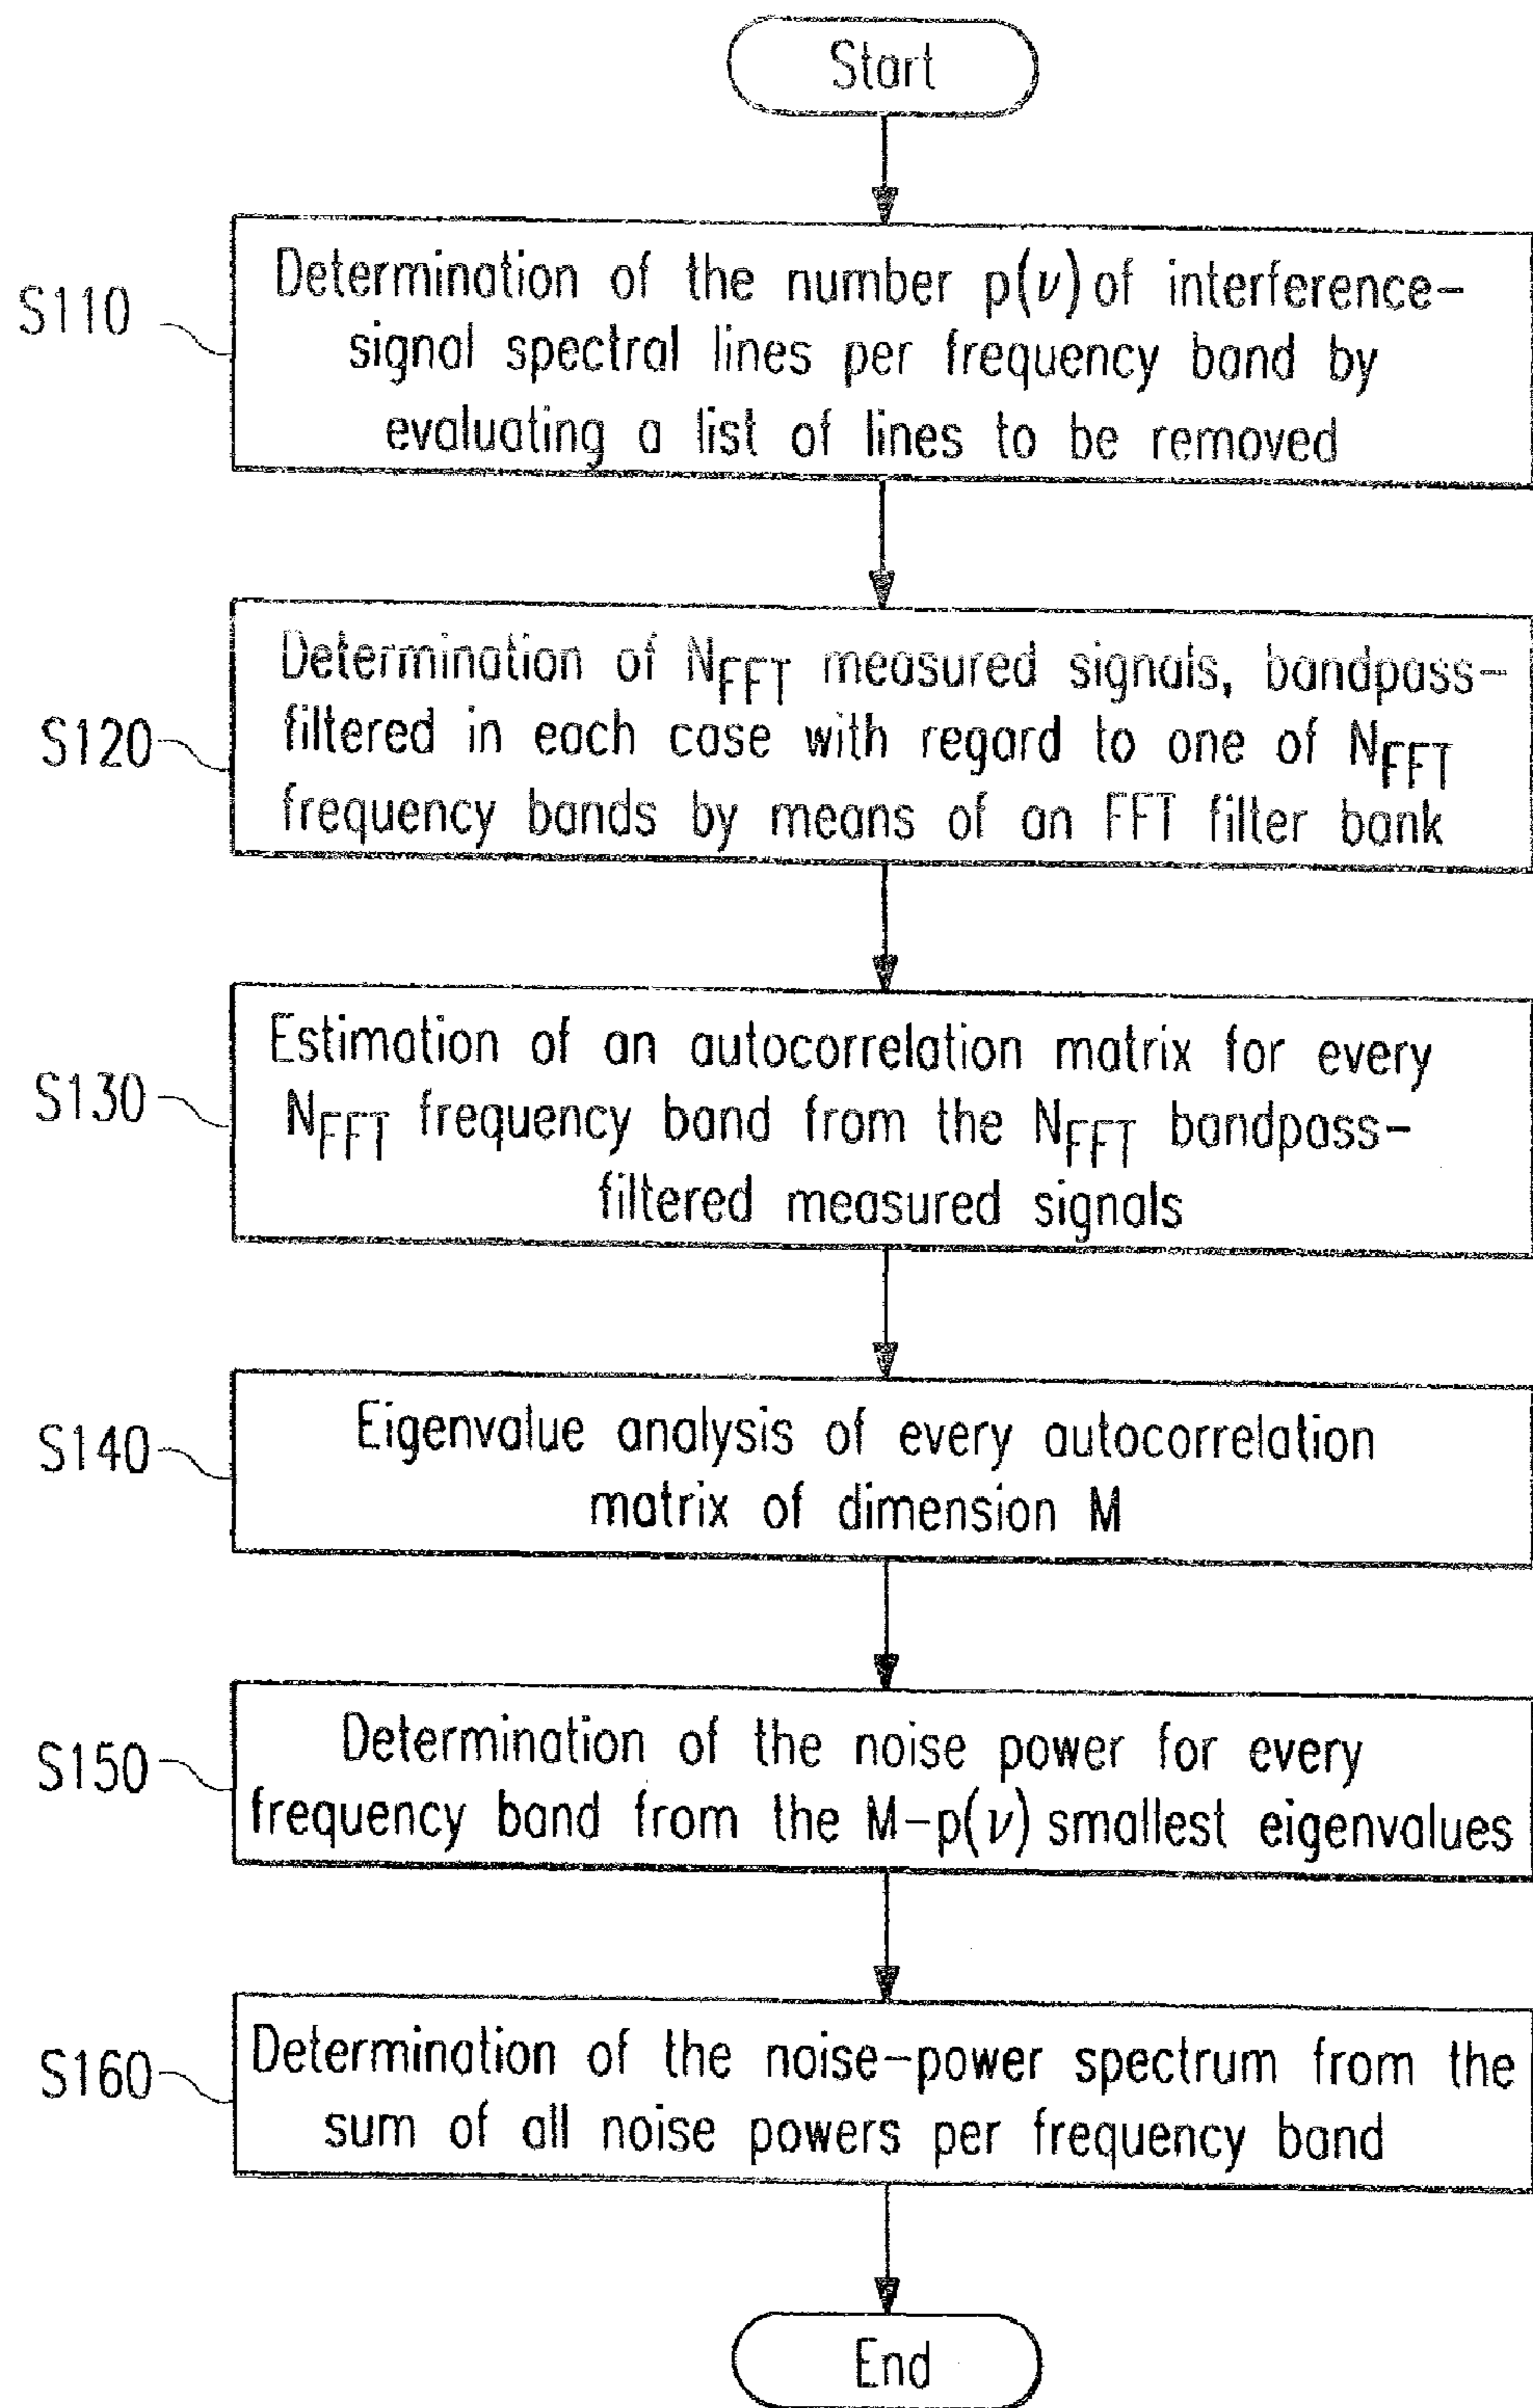 Start
S110
Determination of the number p(ν) of interference-
signal spectral lines per frequency band by
evaluating a list of lines to be removed
S120
Determination of NFFT measured signals, bandpass-
filtered in each case with regard to one of NFFT
frequency bands by means of an FFT filter bank
S130
Estimation of an autocorrelation matrix for every
NFFT frequency band from the NFFT bandpass-
filtered measured signals
S140
Eigenvalue analysis of every autocorrelation
matrix of dimension M
S150
Determination of the noise power for every
frequency band from the M-p(ν) smallest eigenvalues
S160
Determination of the noise-power spectrum from the
sum of all noise powers per frequency band
End